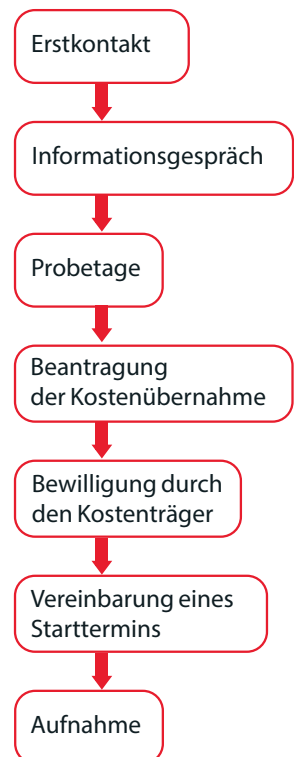 Erstkontakt
Informationsgespräch
Probetage
Beantragung
der Kostenübernahme
Bewilligung durch
den Kostenträger
Vereinbarung eines
Starttermins
Aufnahme